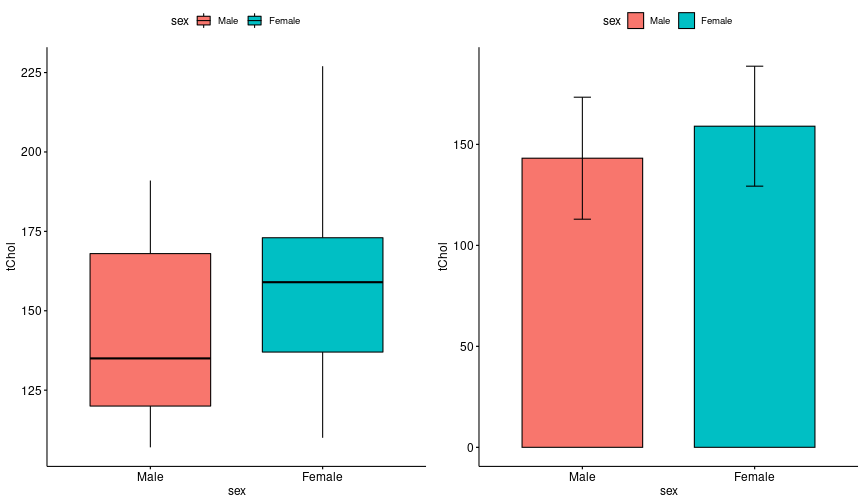 sex Male Female
225
200
175
150
125
tChol
Male Female
sex
sex Male Female
150
100
50
0
tChol
Male Female
sex